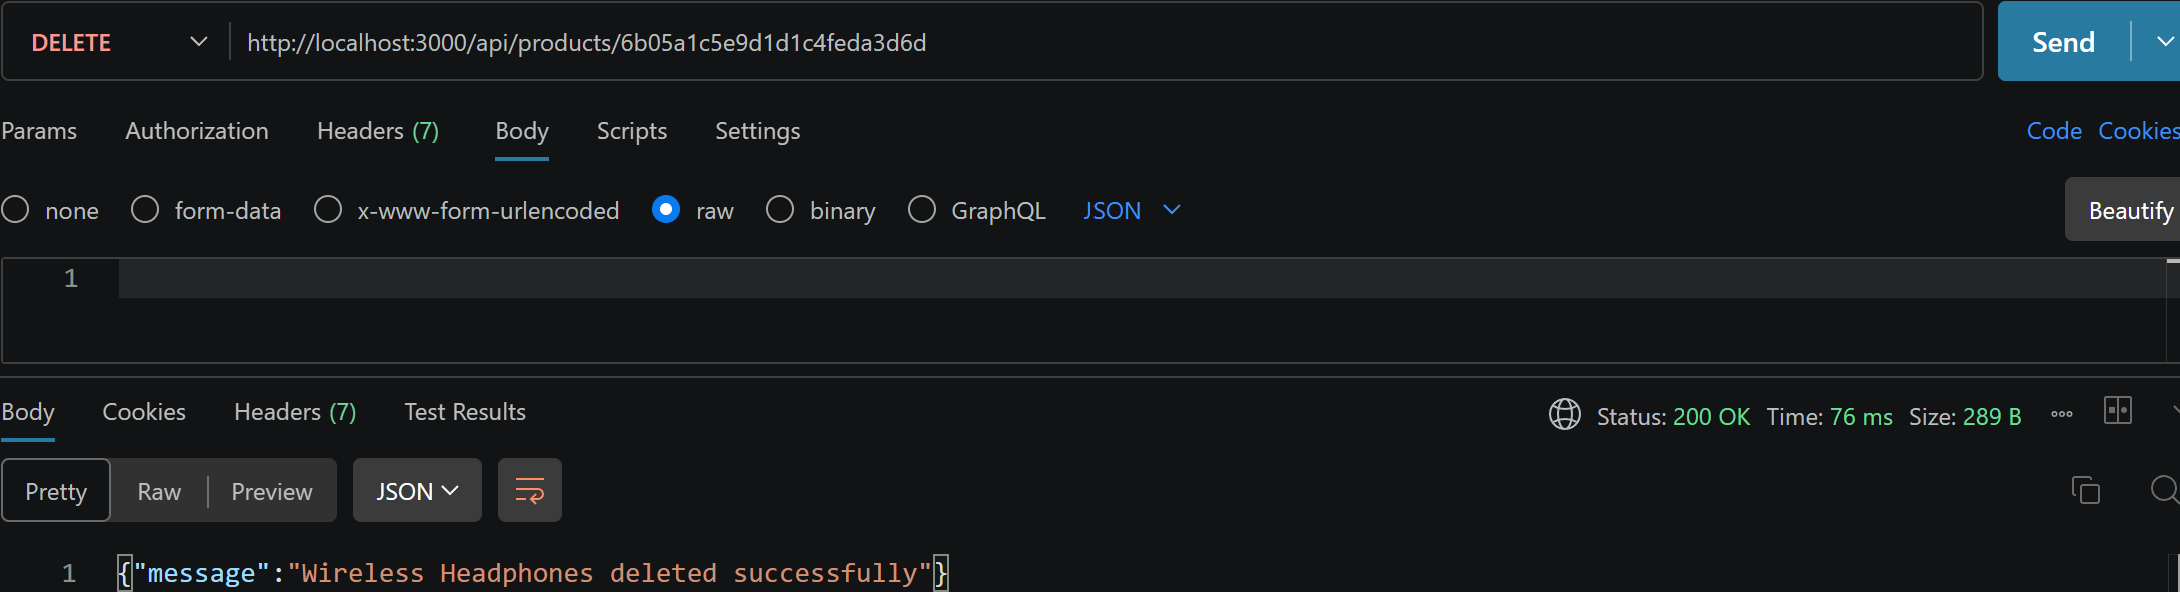 DELETE http://localhost:3000/api/products/6b05a1c5e9d1d1c4feda3d6d Send
Params Authorization Headers (7) Body Scripts Settings Code Cookies
none form-data x-www-form-urlencoded raw binary GraphQL JSON Beautify
1
Body Cookies Headers (7) Test Results Status: 200 OK Time: 76 ms Size: 289 B
Pretty Raw Preview JSON
1 {"message":"Wireless Headphones deleted successfully"}